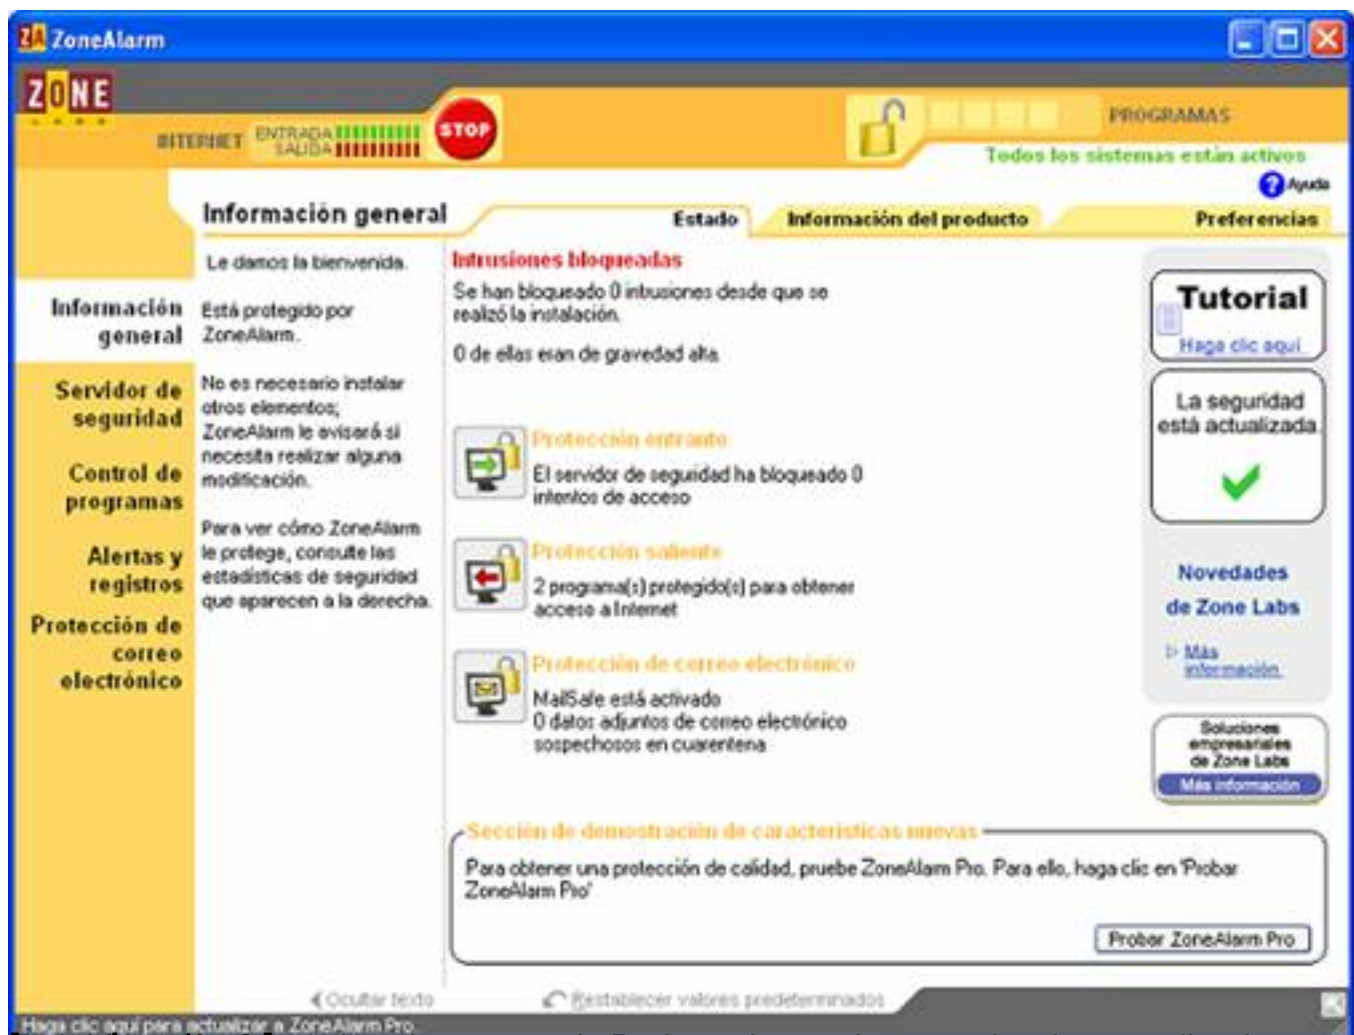 ZA ZoneAlarm
ZONE
LABS
INTERNET
ENTRADA
SALIDA
STOP
PROGRAMAS
Todos los sistemas están activos
Ayuda
Información general
Estado
Información del producto
Preferencias
Información
general
Servidor de
seguridad
Control de
programas
Alertas y
registros
Protección de
correo
electrónico
Le damos la bienvenida.
Está protegido por
ZoneAlarm.
No es necesario instalar
otros elementos;
ZoneAlarm le avisará si
necesita realizar alguna
modificación.
Para ver cómo ZoneAlarm
le protege, consulte las
estadísticas de seguridad
que aparecen a la derecha.
Intrusiones bloqueadas
Se han bloqueado 0 intrusiones desde que se
realizó la instalación.
0 de ellas eran de gravedad alta.
Protección entrante
El servidor de seguridad ha bloqueado 0
intentos de acceso
Protección saliente
2 programa(s) protegido(s) para obtener
acceso a Internet
Protección de correo electrónico
MailSafe está activado
0 datos adjuntos de correo electrónico
sospechosos en cuarentena
Tutorial
Haga clic aquí
La seguridad
está actualizada.
Novedades
de Zone Labs
Más
información
Soluciones
empresariales
de Zone Labs
Más información
Sección de demostración de características nuevas
Para obtener una protección de calidad, pruebe ZoneAlarm Pro. Para ello, haga clic en 'Probar
ZoneAlarm Pro'
Probar ZoneAlarm Pro
Ocultar texto
Restablecer valores predeterminados
Haga clic aquí para actualizar a ZoneAlarm Pro.